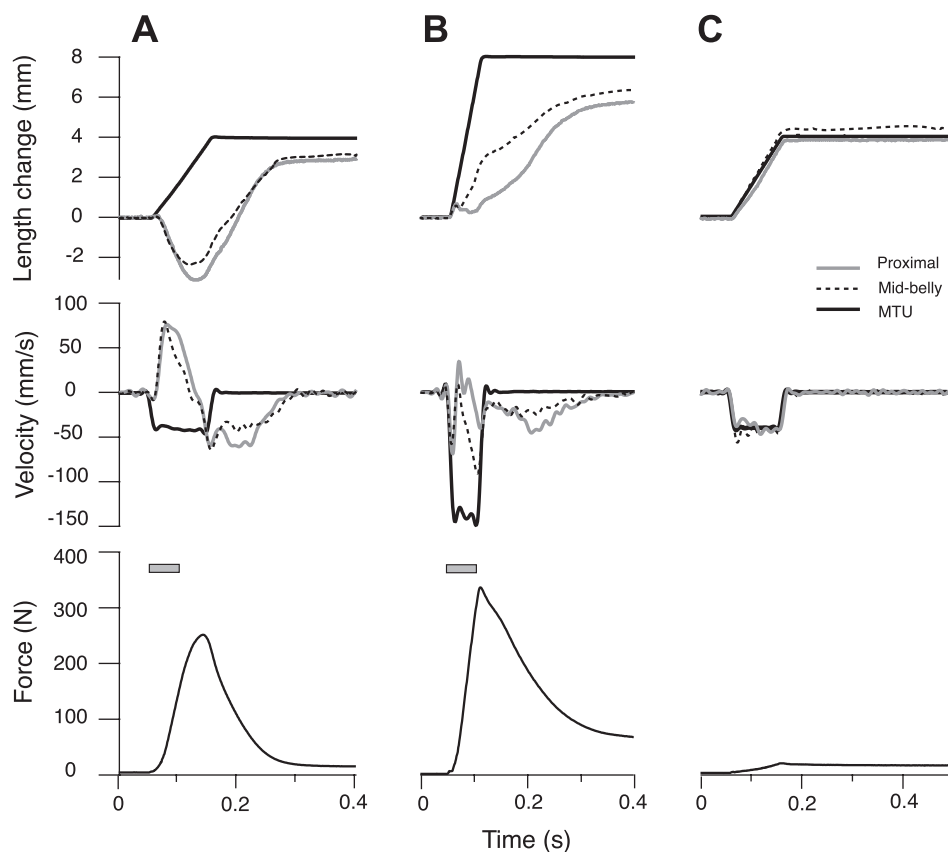 A B C
Length change (mm)
8
6
4
2
0
-2
Proximal
Mid-belly
MTU
Velocity (mm/s)
100
50
0
-50
-100
-150
Force (N)
400
300
200
100
0
0 0.2 0.4 0 0.2 0.4 0 0.2 0.4
Time (s)